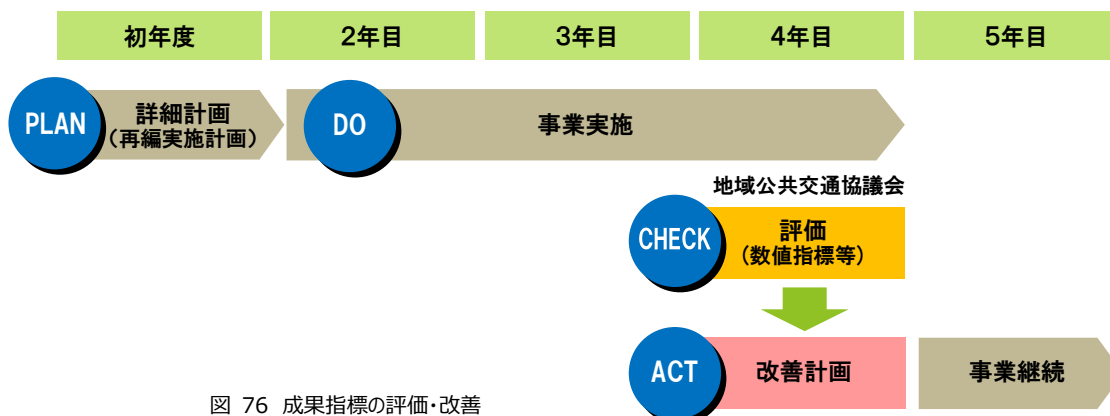 初年度
2年目
3年目
4年目
5年目
PLAN
詳細計画
（再編実施計画）
DO
事業実施
地域公共交通協議会
CHECK
評価
（数値指標等）
ACT
改善計画
事業継続
図 76 成果指標の評価・改善